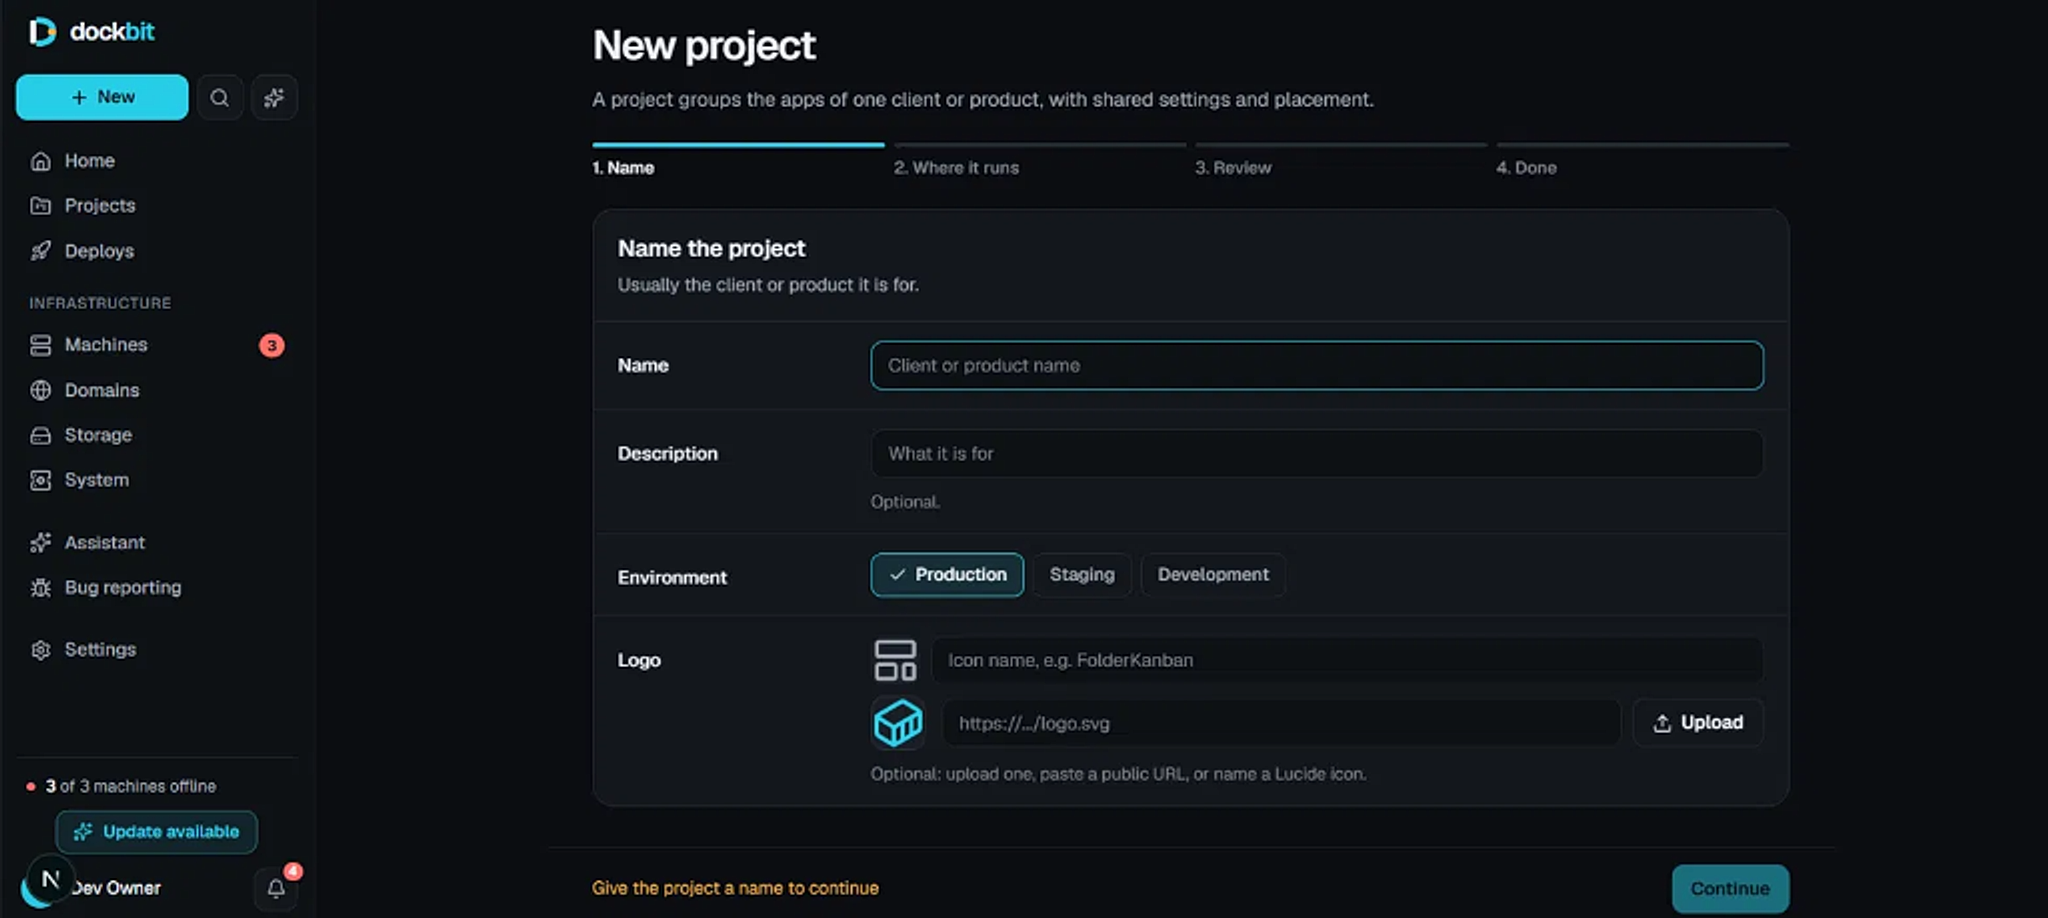 dockbit
+ New
Home
Projects
Deploys
INFRASTRUCTURE
Machines
3
Domains
Storage
System
Assistant
Bug reporting
Settings
3 of 3 machines offline
Update available
N
Dev Owner
4
New project
A project groups the apps of one client or product, with shared settings and placement.
1. Name
2. Where it runs
3. Review
4. Done
Name the project
Usually the client or product it is for.
Name
Client or product name
Description
What it is for
Optional.
Environment
Production
Staging
Development
Logo
Icon name, e.g. FolderKanban
https://.../logo.svg
Upload
Optional: upload one, paste a public URL, or name a Lucide icon.
Give the project a name to continue
Continue